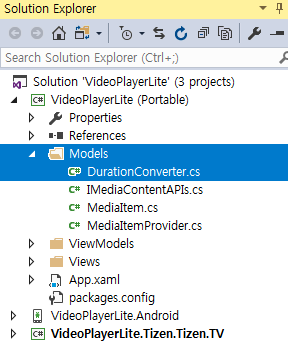 Solution Explorer
Search Solution Explorer (Ctrl+;)
Solution 'VideoPlayerLite' (3 projects)
C# VideoPlayerLite (Portable)
Properties
References
Models
C# DurationConverter.cs
C# IMediaContentAPIs.cs
C# MediaItem.cs
C# MediaItemProvider.cs
ViewModels
Views
App.xaml
packages.config
VideoPlayerLite.Android
C# VideoPlayerLite.Tizen.Tizen.TV